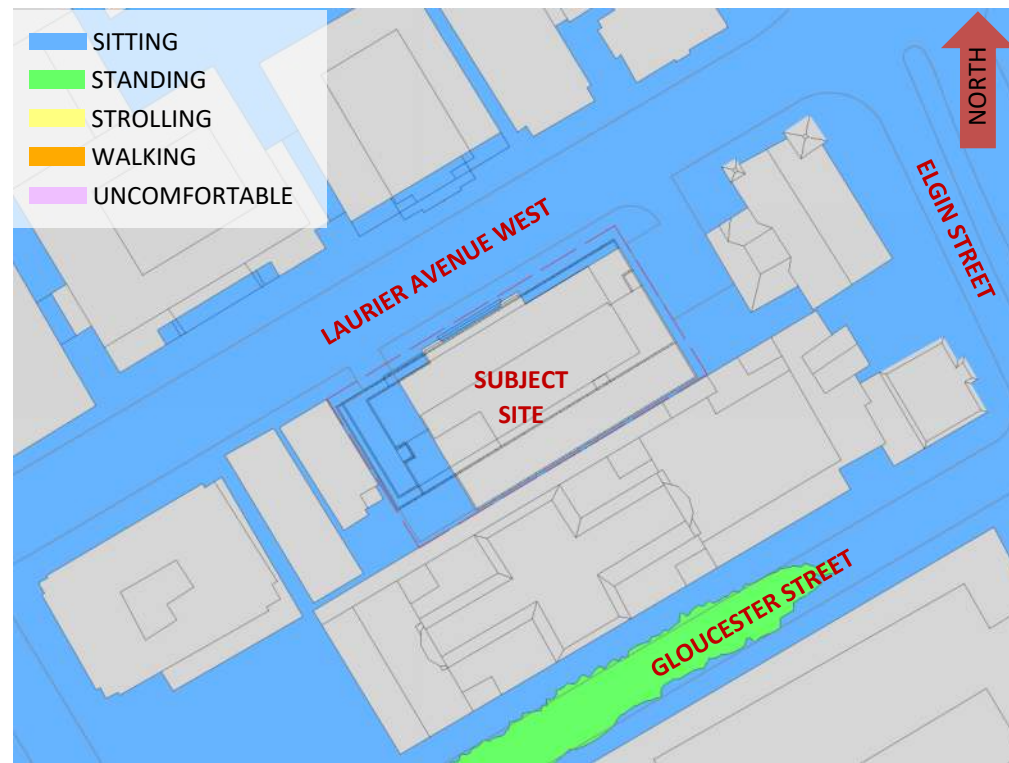 SITTING
STANDING
STROLLING
WALKING
UNCOMFORTABLE
NORTH
ELGIN STREET
LAURIER AVENUE WEST
SUBJECT
SITE
GLOUCESTER STREET